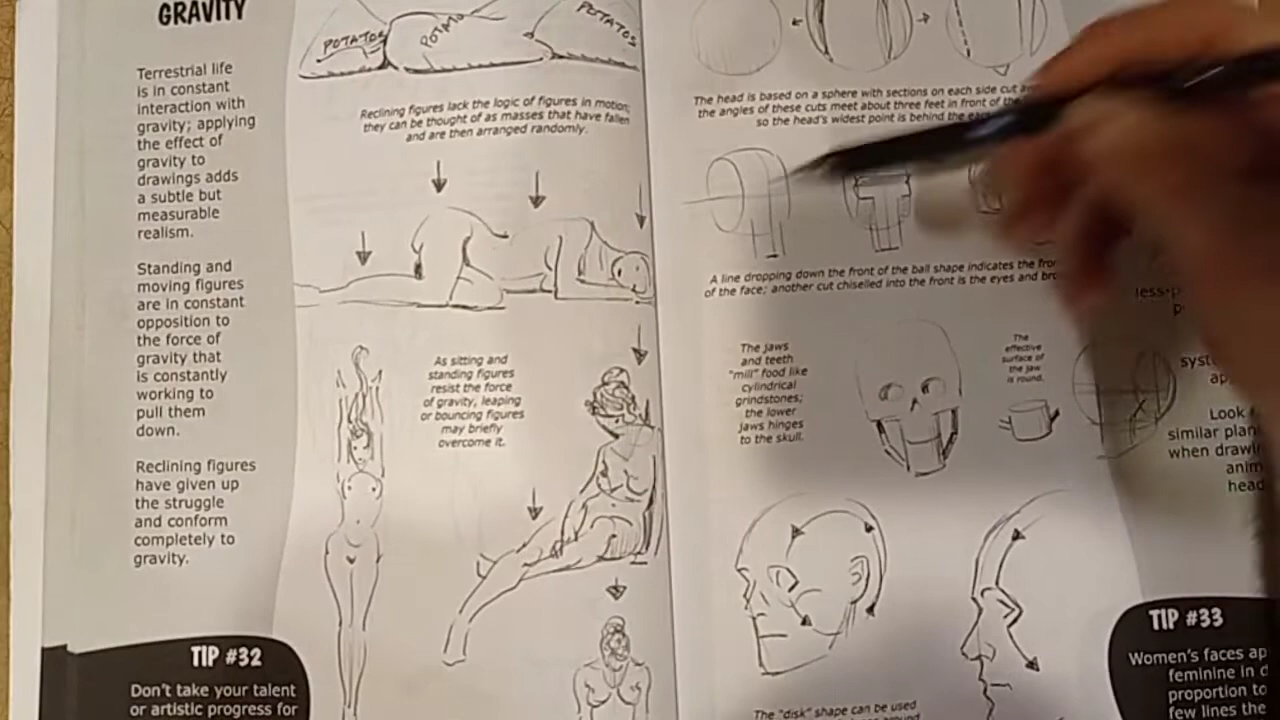 GRAVITY
Terrestrial life
is in constant
interaction with
gravity; applying
the effect of
gravity to
drawings adds
a subtle but
measurable
realism.
Standing and
moving figures
are in constant
opposition to
the force of
gravity that
is constantly
working to
pull them
down.
Reclining figures
have given up
the struggle
and conform
completely to
gravity.
TIP #32
Don't take your talent
or artistic progress for
POTATOS
POTATOS
POTATOS
Reclining figures lack the logic of figures in motion;
they can be thought of as masses that have fallen
and are then arranged randomly.
As sitting and
standing figures
resist the force
of gravity, leaping
or bouncing figures
may briefly
overcome it.
The head is based on a sphere with sections on each side cut
the angles of these cuts meet about three feet in front of
so the head's widest point is behind the
A line dropping down the front of the ball shape indicates the
of the face; another cut chiselled into the front is the eyes and
The jaws
and teeth
"mill" food like
cylindrical
grindstones;
the lower
jaws hinges
to the skull.
The
effective
surface of
the jaw
is round.
The "disk" shape can be used
Look
similar
when
TIP #33
Women's faces
feminine in
proportion to
few lines the